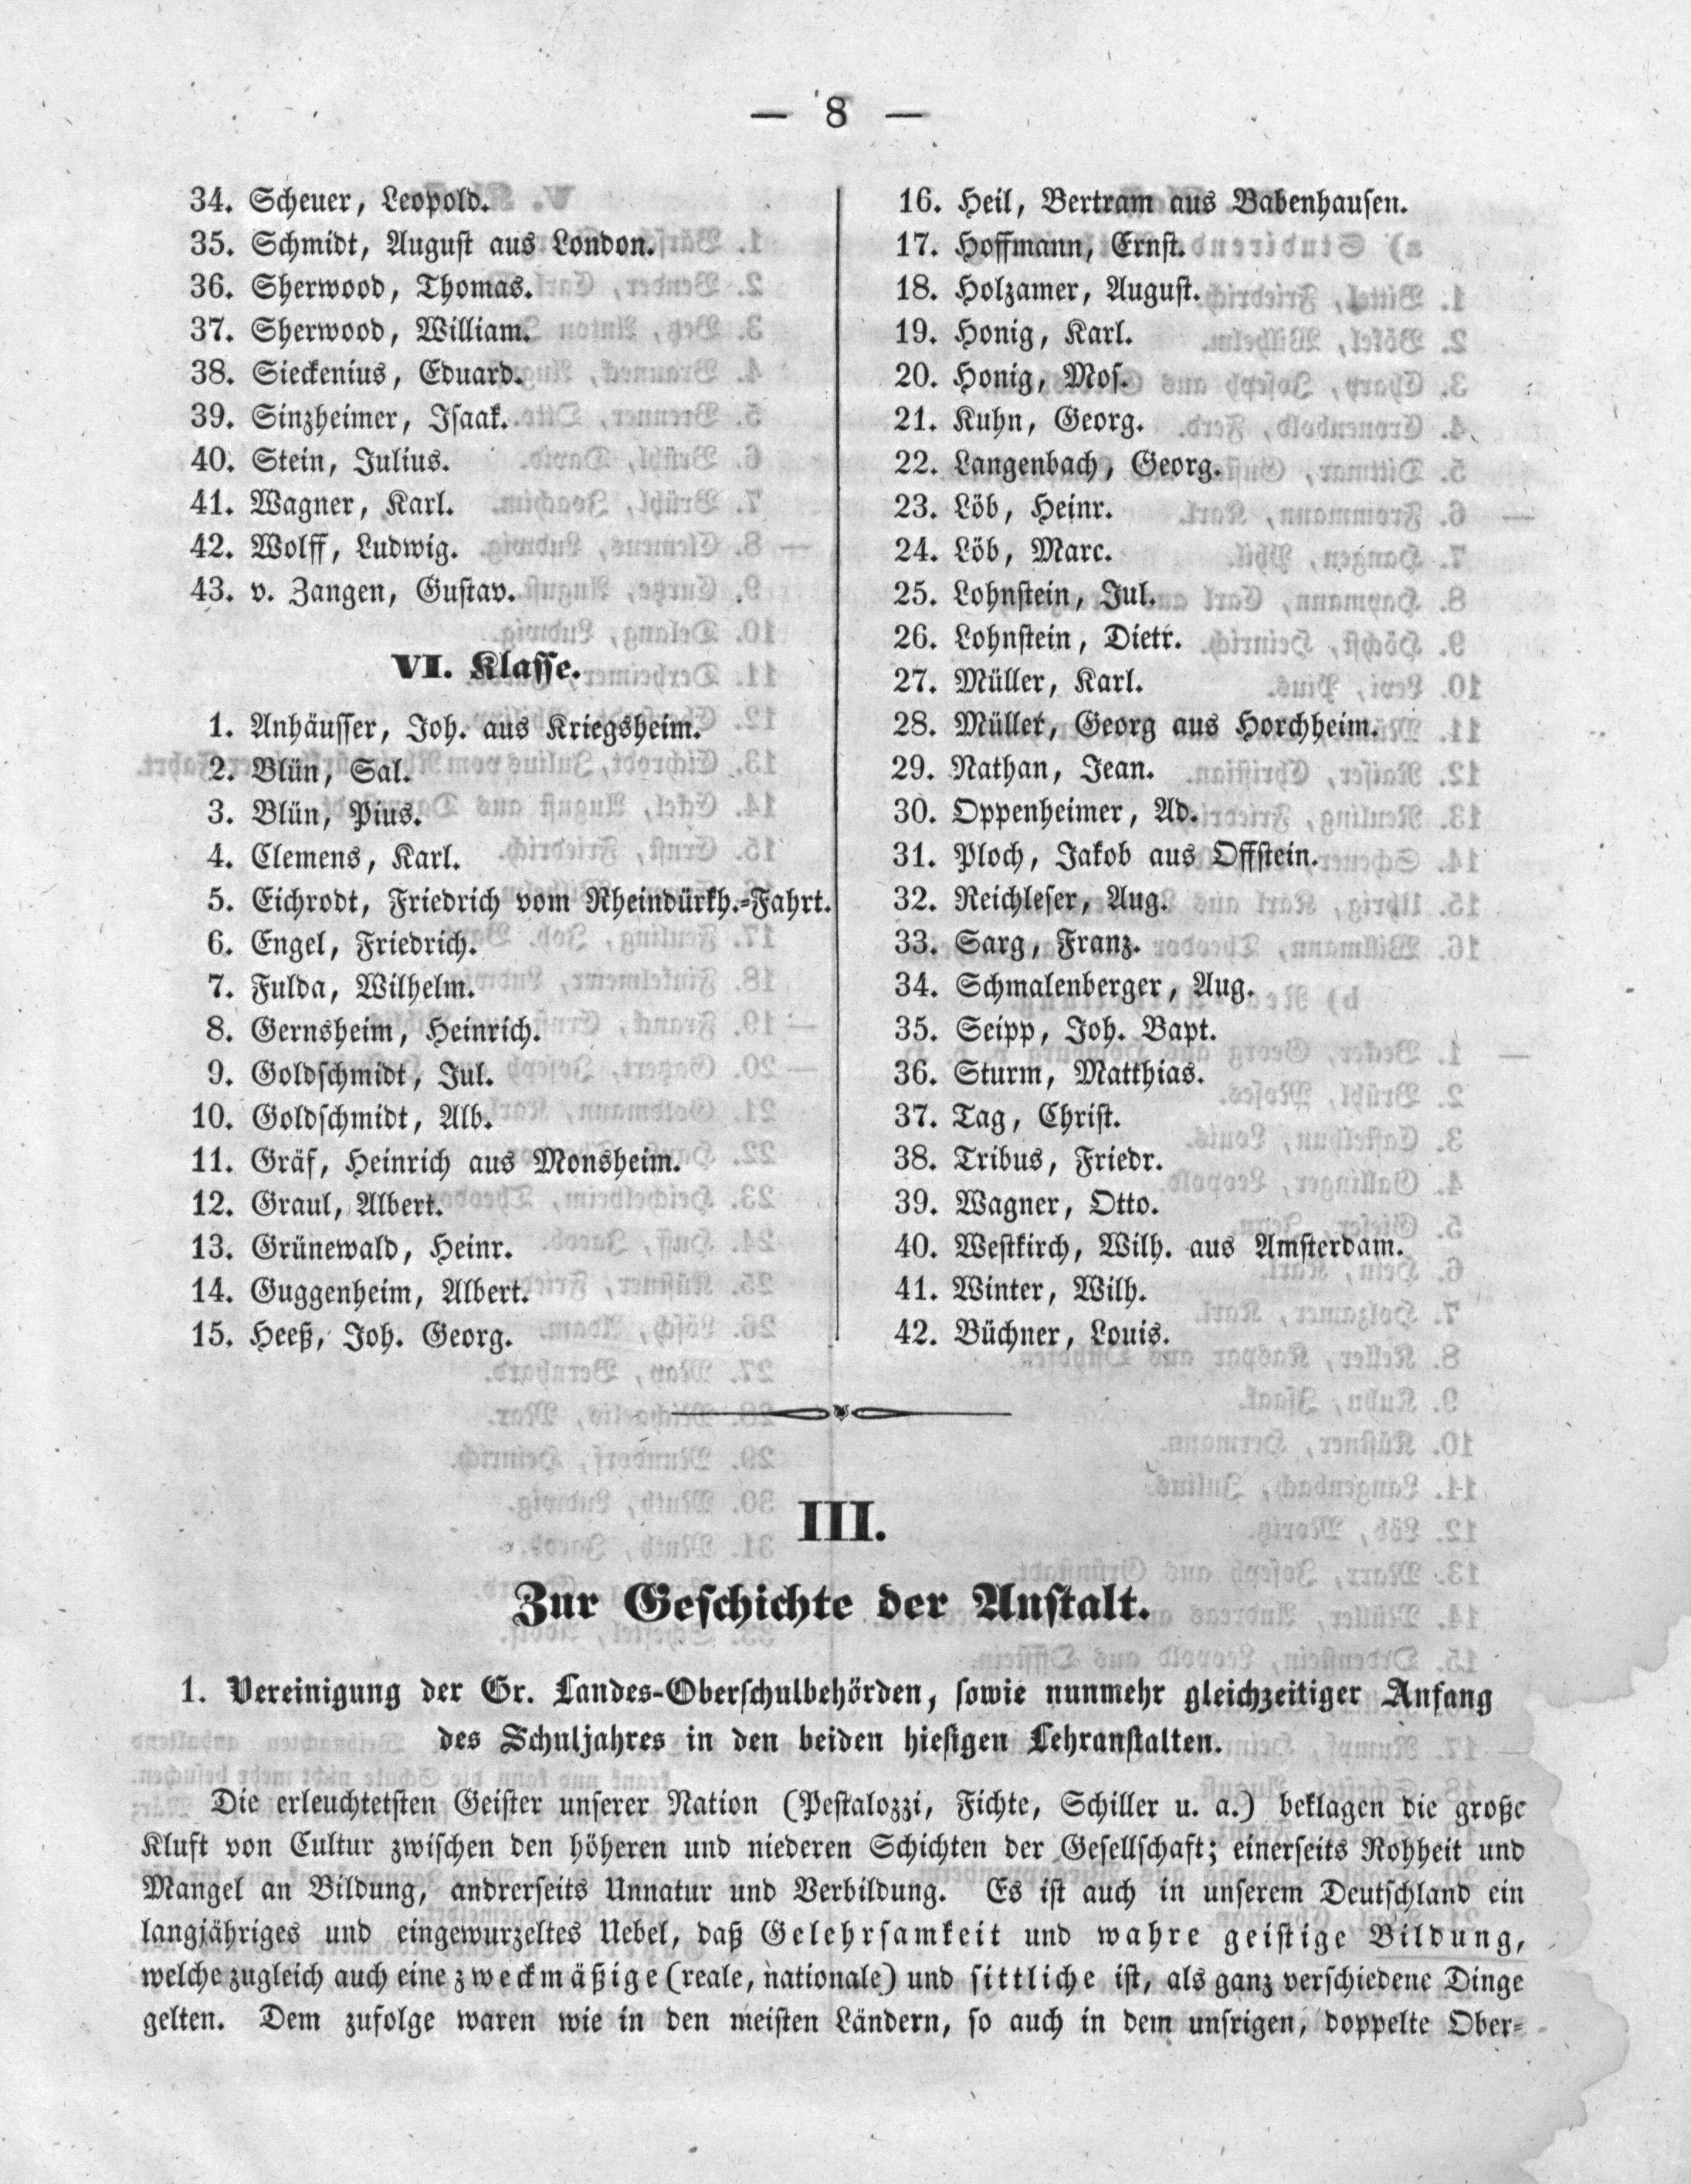 — 8 —
34. Scheuer, Leopold.
35. Schmidt, August aus London.
36. Sherwood, Thomas.
37. Sherwood, William.
38. Sieckenius, Eduard.
39. Sinzheimer, Isaak.
40. Stein, Julius.
41. Wagner, Karl.
42. Wolff, Ludwig.
43. v. Zangen, Gustav.
VI. Klasse.
1. Anhäusser, Joh. aus Kriegsheim.
2. Blün, Sal.
3. Blün, Pius.
4. Clemens, Karl.
5. Eichrodt, Friedrich vom Rheindürkh.-Fahrt.
6. Engel, Friedrich.
7. Fulda, Wilhelm.
8. Gernsheim, Heinrich.
9. Goldschmidt, Jul.
10. Goldschmidt, Alb.
11. Gräf, Heinrich aus Monsheim.
12. Graul, Albert.
13. Grünewald, Heinr.
14. Guggenheim, Albert.
15. Heeß, Joh. Georg.
16. Heil, Bertram aus Babenhausen.
17. Hoffmann, Ernst.
18. Holzamer, August.
19. Honig, Karl.
20. Honig, Mos.
21. Kuhn, Georg.
22. Langenbach, Georg.
23. Löb, Heinr.
24. Löb, Marc.
25. Lohnstein, Jul.
26. Lohnstein, Dietr.
27. Müller, Karl.
28. Müller, Georg aus Horchheim.
29. Nathan, Jean.
30. Oppenheimer, Ad.
31. Ploch, Jakob aus Offstein.
32. Reichleser, Aug.
33. Sarg, Franz.
34. Schmalenberger, Aug.
35. Seipp, Joh. Bapt.
36. Sturm, Matthias.
37. Tag, Christ.
38. Tribus, Friedr.
39. Wagner, Otto.
40. Westkirch, Wilh. aus Amsterdam.
41. Winter, Wilh.
42. Büchner, Louis.
III.
Zur Geschichte der Anstalt.
1. Vereinigung der Gr. Landes-Oberschulbehörden, sowie nunmehr gleichzeitiger Anfang
des Schuljahres in den beiden hiesigen Lehranstalten.
Die erleuchtetsten Geister unserer Nation (Pestalozzi, Fichte, Schiller u. a.) beklagen die große
Kluft von Cultur zwischen den höheren und niederen Schichten der Gesellschaft; einerseits Rohheit und
Mangel an Bildung, andrerseits Unnatur und Verbildung. Es ist auch in unserem Deutschland ein
langjähriges und eingewurzeltes Uebel, daß Gelehrsamkeit und wahre geistige Bildung,
welche zugleich auch eine zweckmäßige (reale, nationale) und sittliche ist, als ganz verschiedene Dinge
gelten. Dem zufolge waren wie in den meisten Ländern, so auch in dem unsrigen, doppelte Ober-